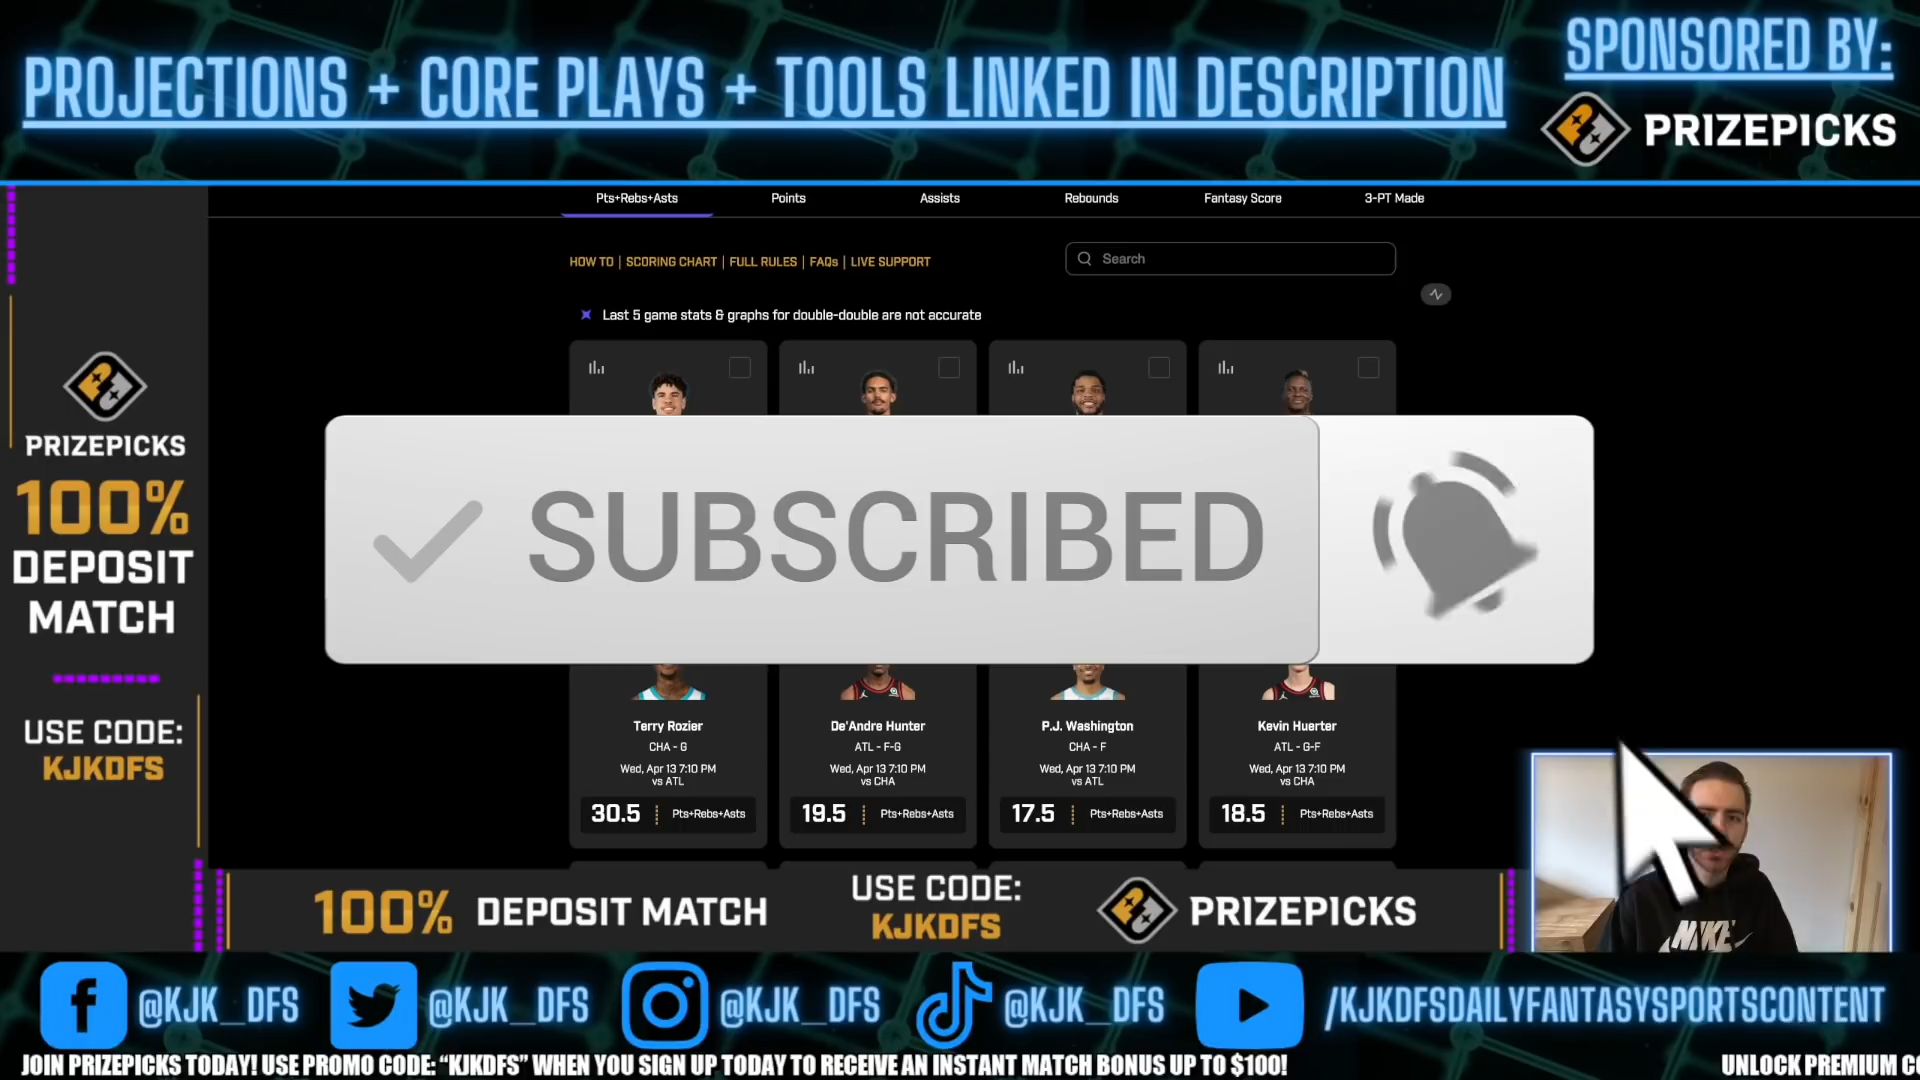 PROJECTIONS + CORE PLAYS + TOOLS LINKED IN DESCRIPTION
SPONSORED BY:
PRIZEPICKS
Pts+Rebs+Asts
Points
Assists
Rebounds
Fantasy Score
3-PT Made
HOW TO | SCORING CHART | FULL RULES | FAQs | LIVE SUPPORT
Search
Last 5 game stats & graphs for double-double are not accurate
PRIZEPICKS
100%
DEPOSIT
MATCH
USE CODE:
KJKDFS
SUBSCRIBED
Terry Rozier
CHA - G
Wed, Apr 13 7:10 PM
vs ATL
30.5
Pts+Rebs+Asts
De'Andre Hunter
ATL - F-G
Wed, Apr 13 7:10 PM
vs CHA
19.5
Pts+Rebs+Asts
P.J. Washington
CHA - F
Wed, Apr 13 7:10 PM
vs ATL
17.5
Pts+Rebs+Asts
Kevin Huerter
ATL - G-F
Wed, Apr 13 7:10 PM
vs CHA
18.5
Pts+Rebs+Asts
NIKE
100% DEPOSIT MATCH
USE CODE:
KJKDFS
PRIZEPICKS
@KJK_DFS
@KJK_DFS
@KJK_DFS
@KJK_DFS
/KJKDFSDAILYFANTASYSPORTSCONTENT
JOIN PRIZEPICKS TODAY! USE PROMO CODE: "KJKDFS" WHEN YOU SIGN UP TODAY TO RECEIVE AN INSTANT MATCH BONUS UP TO $100!
UNLOCK PREMIUM